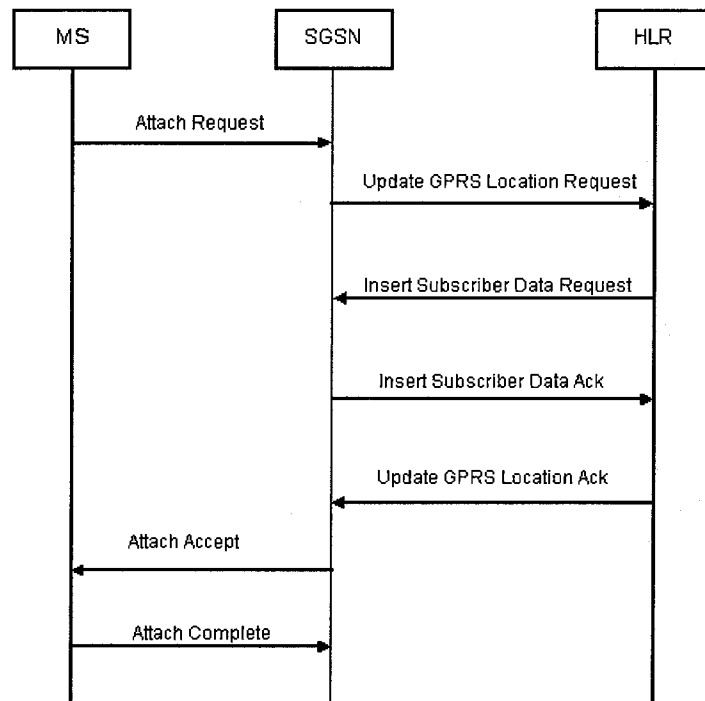 MS
SGSN
HLR
Attach Request
Update GPRS Location Request
Insert Subscriber Data Request
Insert Subscriber Data Ack
Update GPRS Location Ack
Attach Accept
Attach Complete